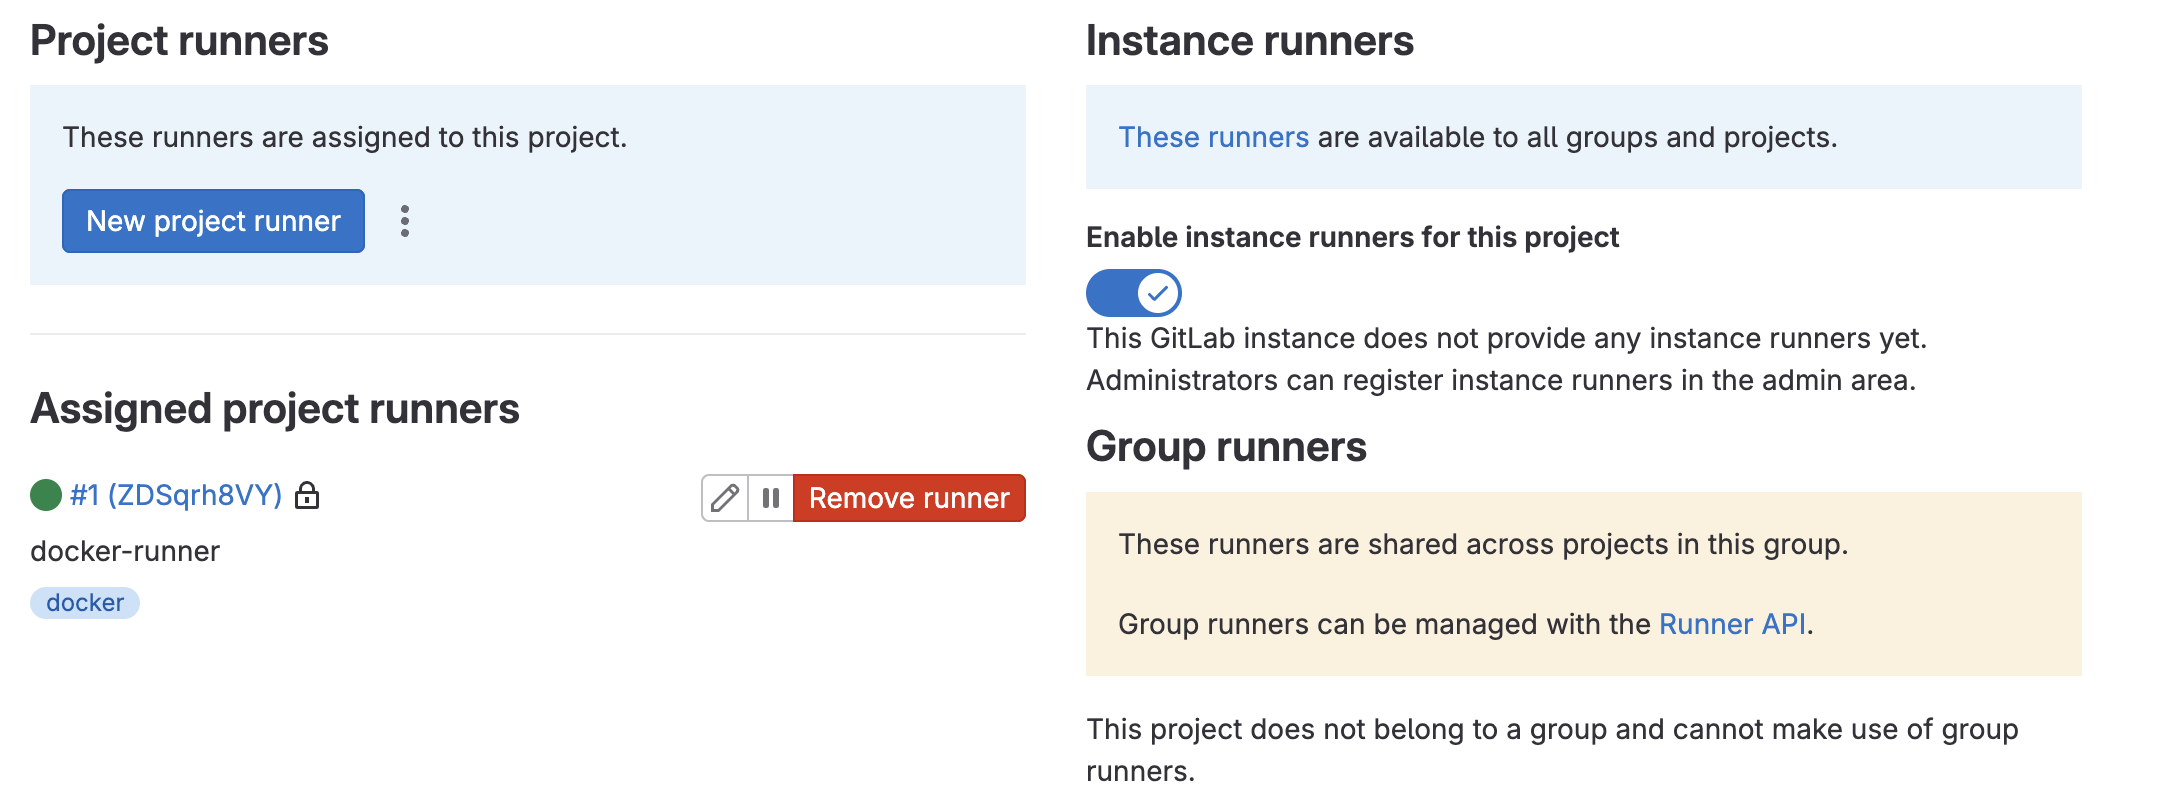 Project runners
These runners are assigned to this project.
New project runner
Assigned project runners
#1 (ZDSqrh8VY)
Remove runner
docker-runner
docker
Instance runners
These runners are available to all groups and projects.
Enable instance runners for this project
This GitLab instance does not provide any instance runners yet.
Administrators can register instance runners in the admin area.
Group runners
These runners are shared across projects in this group.
Group runners can be managed with the Runner API.
This project does not belong to a group and cannot make use of group
runners.